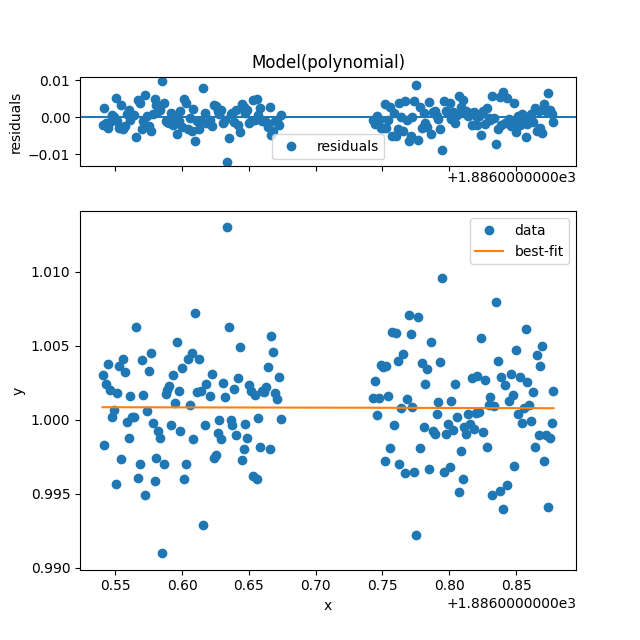 Model(polynomial)
0.01
0.00
−0.01
residuals
residuals
+1.8860000000e3
1.010
1.005
1.000
0.995
0.990
y
data
best-fit
0.55
0.60
0.65
0.70
0.75
0.80
0.85
x
+1.8860000000e3